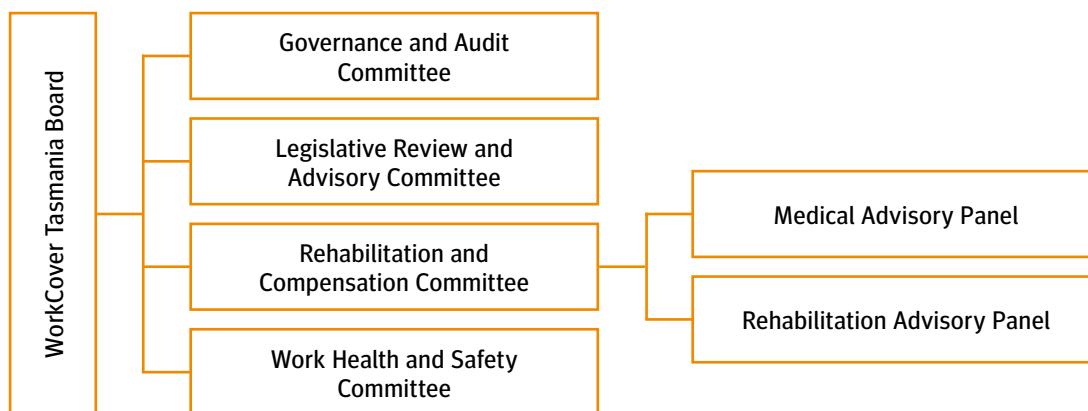 WorkCover Tasmania Board
Governance and Audit
Committee
Legislative Review and
Advisory Committee
Rehabilitation and
Compensation Committee
Work Health and Safety
Committee
Medical Advisory Panel
Rehabilitation Advisory Panel